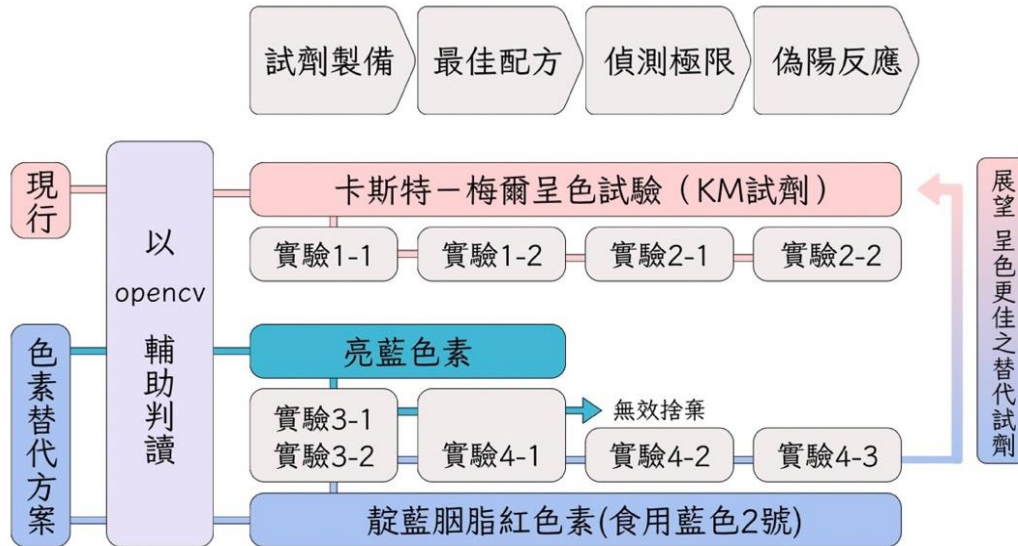 試劑製備
最佳配方
偵測極限
偽陽反應
現行
以
opencv
輔助判讀
卡斯特－梅爾呈色試驗（KM試劑）
實驗1-1
實驗1-2
實驗2-1
實驗2-2
展望 呈色更佳之替代試劑
色素替代方案
亮藍色素
實驗3-1
實驗3-2
實驗4-1
無效捨棄
實驗4-2
實驗4-3
靛藍胭脂紅色素(食用藍色2號)